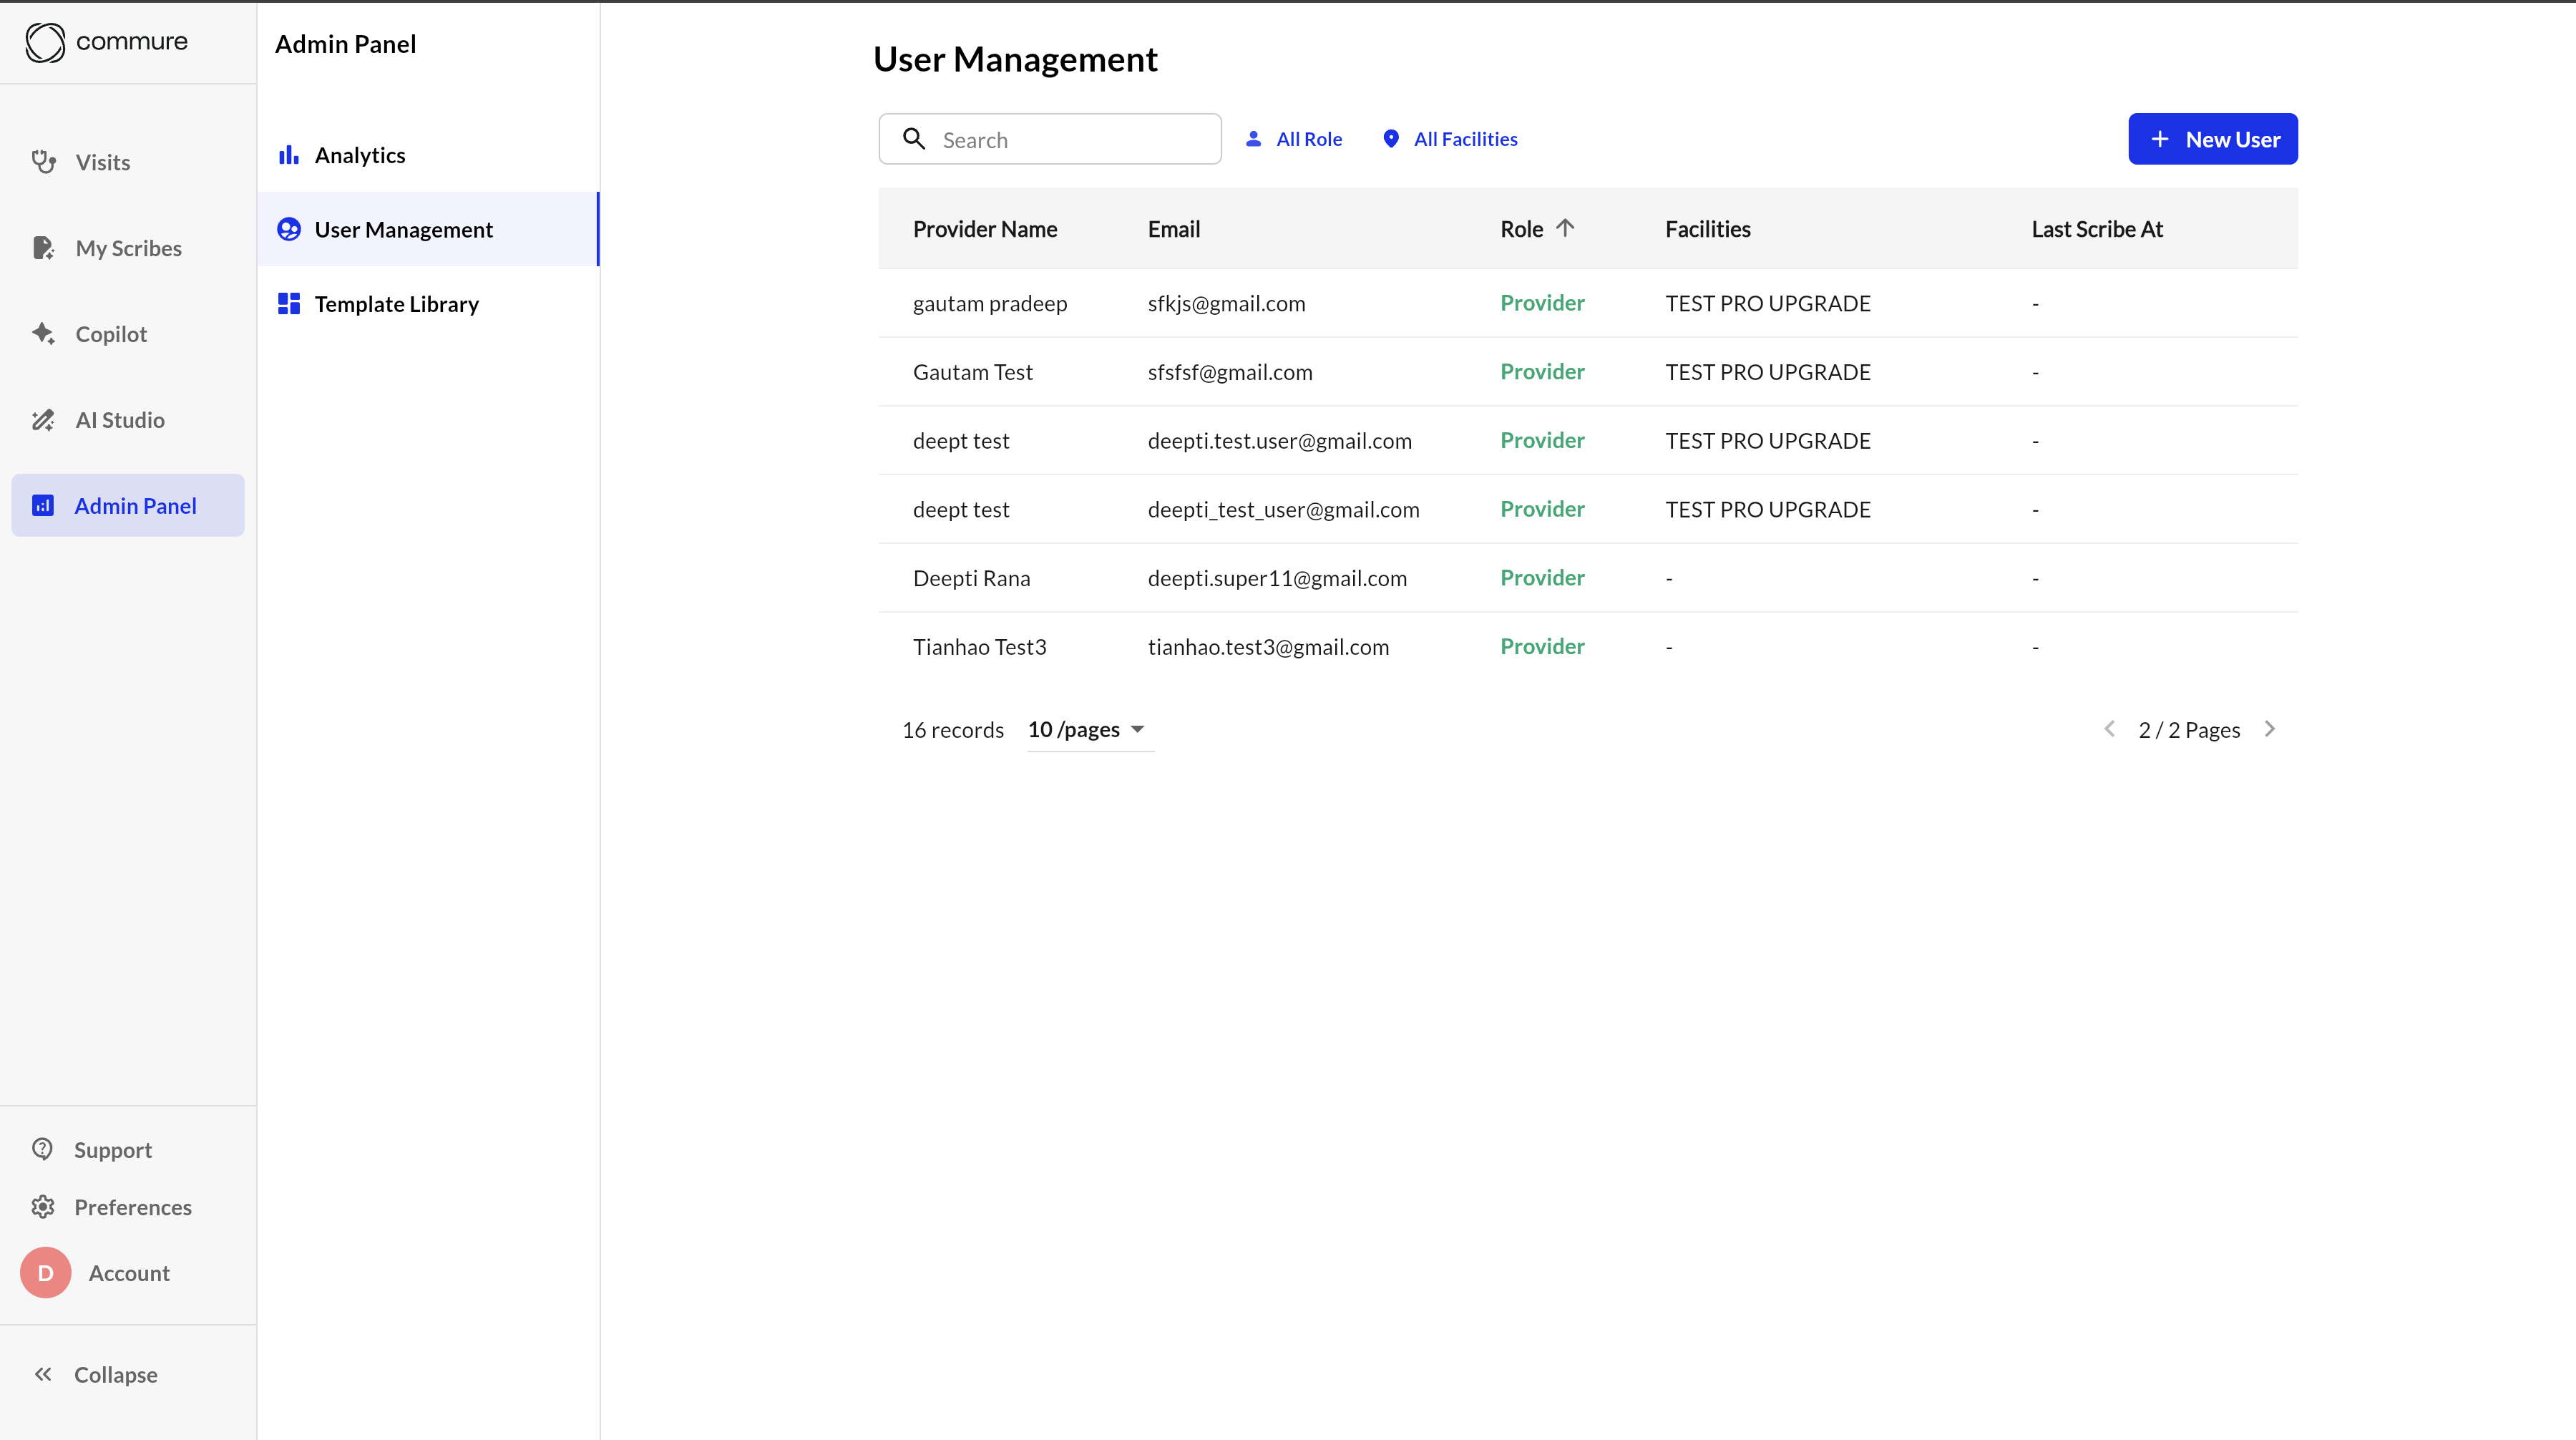 commure
Visits
My Scribes
Copilot
AI Studio
Admin Panel
Support
Preferences
D
Account
Collapse
Admin Panel
Analytics
User Management
Template Library
User Management
Search All Role All Facilities New User
Provider Name Email Role Facilities Last Scribe At
gautam pradeep sfkjs@gmail.com Provider TEST PRO UPGRADE -
Gautam Test sfsfsf@gmail.com Provider TEST PRO UPGRADE -
deept test deepti.test.user@gmail.com Provider TEST PRO UPGRADE -
deept test deepti_test_user@gmail.com Provider TEST PRO UPGRADE -
Deepti Rana deepti.super11@gmail.com Provider - -
Tianhao Test3 tianhao.test3@gmail.com Provider - -
16 records 10 /pages 2 / 2 Pages